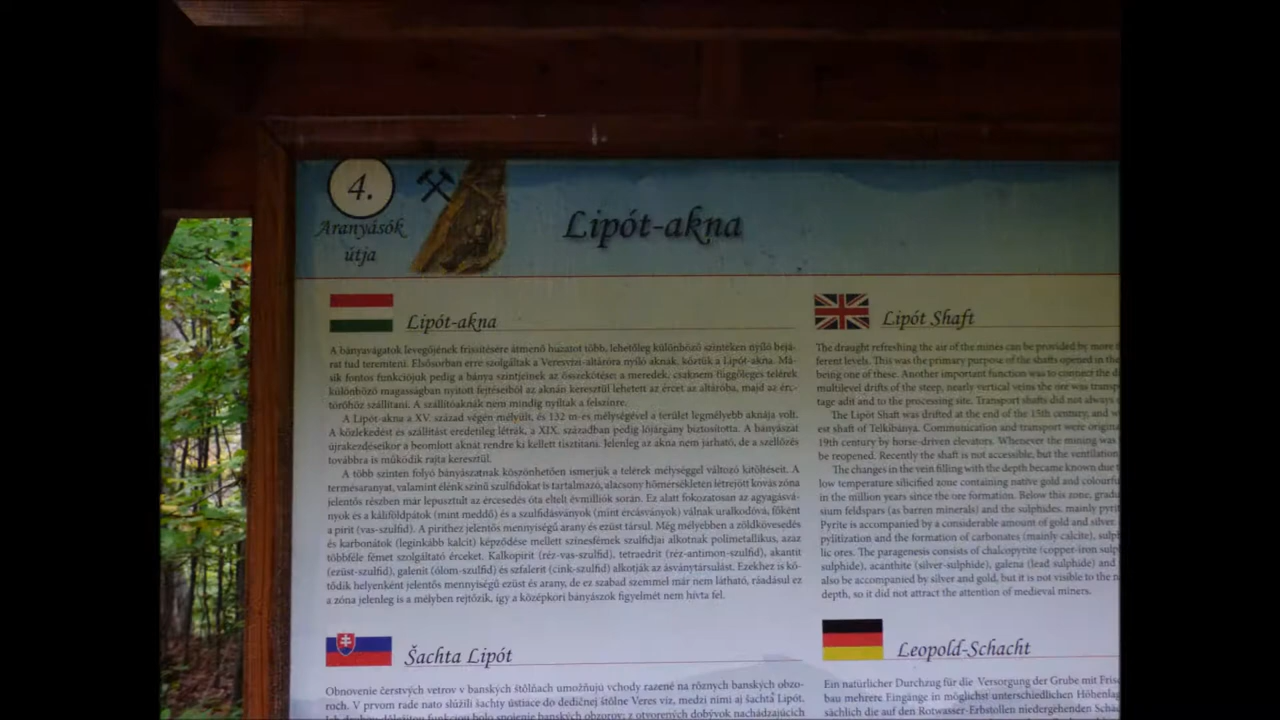 4.
Aranyásók
útja
Lipót-akna
Lipót-akna
A bányavágatok levegőjének frissítésére átmenő huzatot több, lehetőleg különböző szinteken nyíló bejá-
rat tud teremteni. Elsősorban erre szolgáltak a Veresvízi-altáróra nyíló aknák, köztük a Lipót-akna. Má-
sik fontos funkciójuk pedig a bánya szintjeinek az összekötése: a meredek, csaknem függőleges telérek
különböző magasságban nyitott fejtéseiből az aknán keresztül lehetett az ércet az altáróba, majd az érc-
törőhöz szállítani. A szállítóaknák nem mindig nyíltak a felszínre.
A Lipót-akna a XV. század végén mélyült, és 132 m-es mélységével a terület legmélyebb aknája volt.
A közlekedést és szállítást eredetileg létrák, a XIX. században pedig lójárgány biztosította. A bányászat
újrakezdésekor a beomlott aknát rendre ki kellett tisztítani. Jelenleg az akna nem járható, de a szellőzés
továbbra is működik rajta keresztül.
A több szinten folyó bányászatnak köszönhetően ismerjük a telérek mélységgel változó kitöltéseit. A
termésaranyat, valamint élénk színű szulfidokat is tartalmazó, alacsony hőmérsékleten létrejött kovás zóna
jelentős részben már lepusztult az ércesedés óta eltelt évmilliók során. Ez alatt fokozatosan az agyagásvá-
nyok és a káliföldpátok (mint meddő) és a szulfidásványok (mint ércásványok) válnak uralkodóvá, főként
a pirit (vas-szulfid). A pirithez jelentős mennyiségű arany és ezüst társul. Még mélyebben a zöldkövesedés
és karbonátok (leginkább kalcit) képződése mellett színesfémek szulfidjai alkotnak polimetallikus, azaz
többféle fémet szolgáltató érceket. Kalkopirit (réz-vas-szulfid), tetraedrit (réz-antimon-szulfid), akantit
(ezüst-szulfid), galenit (ólom-szulfid) és szfalerit (cink-szulfid) alkotják az ásványtársulást. Ezekhez is kö-
tődik helyenként jelentős mennyiségű ezüst és arany, de ez szabad szemmel már nem látható, ráadásul ez
a zóna jelenleg is a mélyben rejtőzik, így a középkori bányászok figyelmét nem hívta fel.
Lipót Shaft
The draught refreshing the air of the mines can be provided by more
ferent levels. This was the primary purpose of the shafts opened in the
being one of these. Another important function was to connect the
multilevel drifts of the steep, nearly vertical veins the ore was
tage adit and to the processing site. Transport shafts did not always
The Lipót Shaft was drifted at the end of the 15th century, and
est shaft of Telkibánya. Communication and transport were
19th century by horse-driven elevators. Whenever the mining was
be reopened. Recently the shaft is not accessible, but the ventilation
The changes in the vein filling with the depth became known due
low temperature silicified zone containing native gold and
in the million years since the ore formation. Below this zone,
sium feldspars (as barren minerals) and the sulphides, mainly
Pyrite is accompanied by a considerable amount of gold and silver.
pylitization and the formation of carbonates (mainly calcite),
lic ores. The paragenesis consists of chalcopyrite (copper-iron
sulphide), acanthite (silver-sulphide), galena (lead sulphide) and
also be accompanied by silver and gold, but it is not visible to the
depth, so it did not attract the attention of medieval miners.
Šachta Lipót
Obnovenie čerstvých vetrov v banských štôlňach umožňujú vchody razené na rôznych banských obzo-
roch. V prvom rade nato slúžili šachty ústiace do dedičnej štôlne Veres víz, medzi nimi aj šachta Lipót.
Leopold-Schacht
Ein natürlicher Durchzug für die Versorgung der Grube mit
bau mehrere Eingänge in möglichst unterschiedlichen
sächlich die auf den Rotwasser-Erbstollen niedergehenden